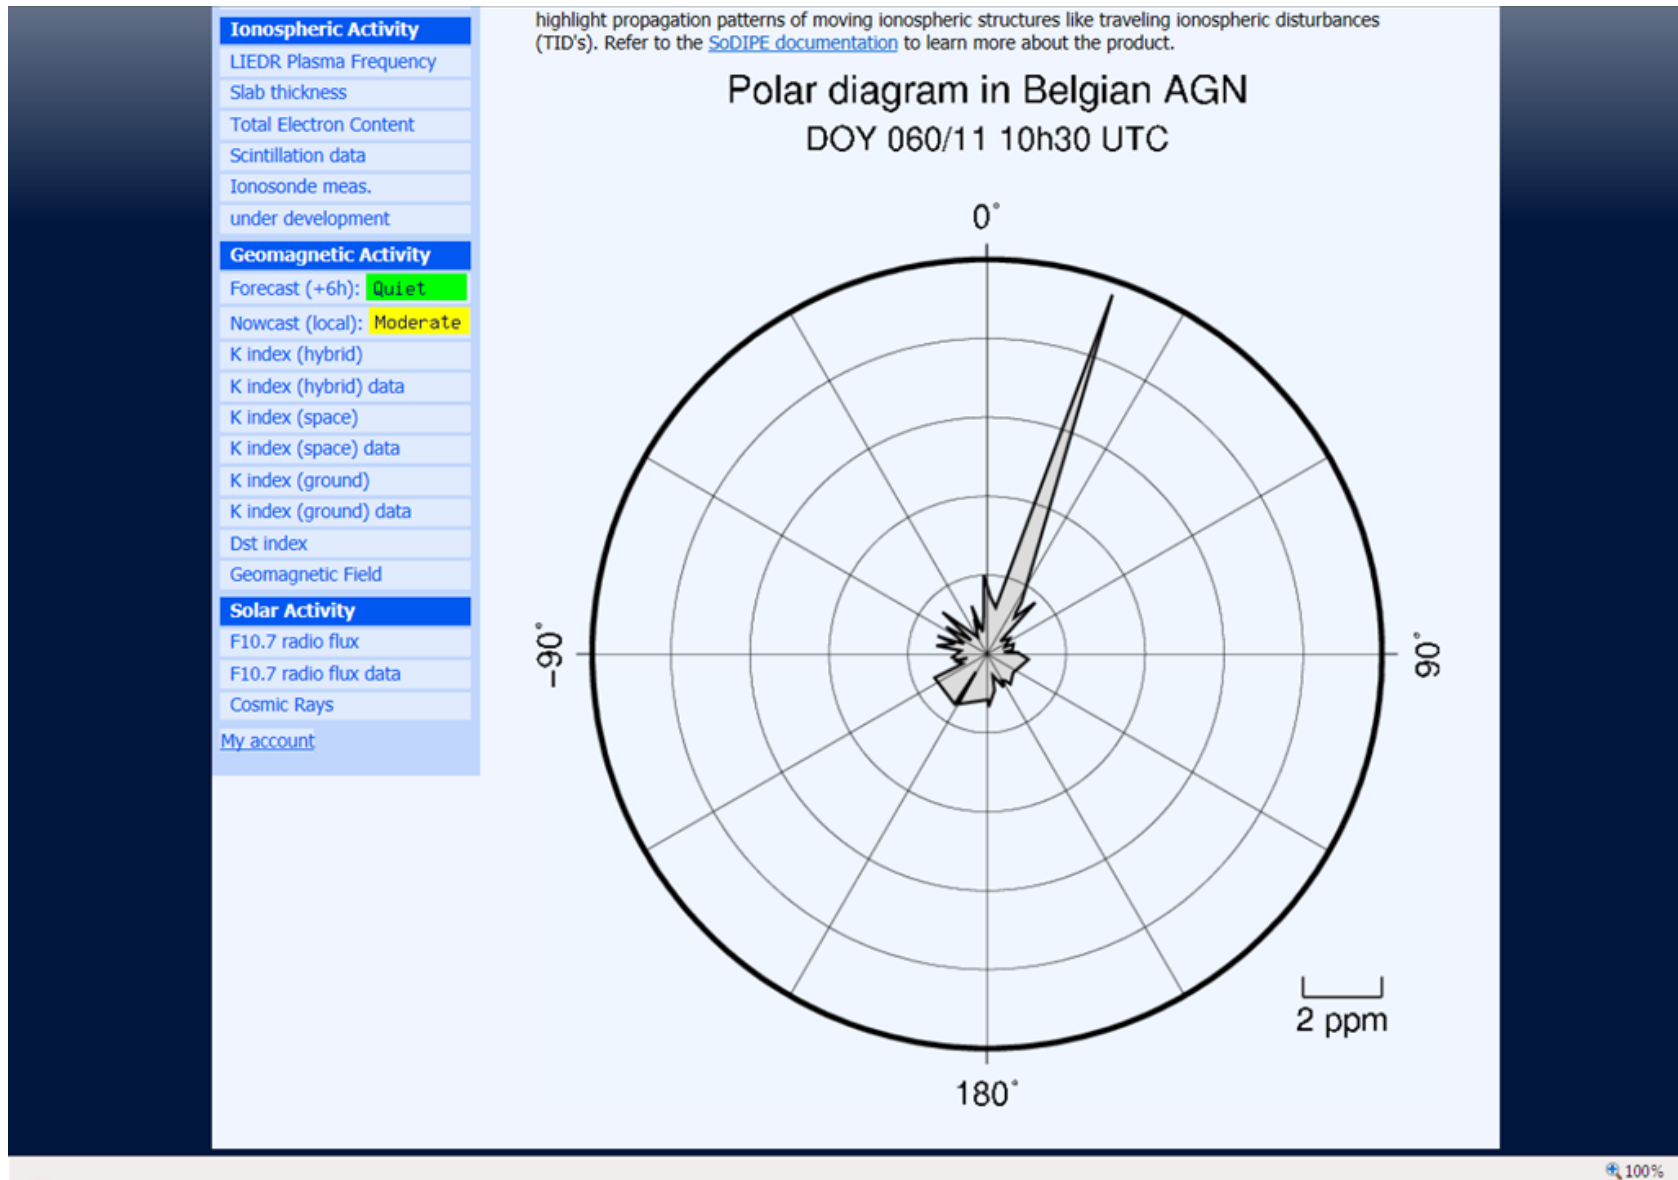 Ionospheric Activity
LIEDR Plasma Frequency
Slab thickness
Total Electron Content
Scintillation data
Ionosonde meas.
under development
Geomagnetic Activity
Forecast (+6h): Quiet
Nowcast (local): Moderate
K index (hybrid)
K index (hybrid) data
K index (space)
K index (space) data
K index (ground)
K index (ground) data
Dst index
Geomagnetic Field
Solar Activity
F10.7 radio flux
F10.7 radio flux data
Cosmic Rays
My account
highlight propagation patterns of moving ionospheric structures like traveling ionospheric disturbances
(TID's). Refer to the SoDIPE documentation to learn more about the product.
Polar diagram in Belgian AGN
DOY 060/11 10h30 UTC
0°
-90°
90°
180°
2 ppm
100%